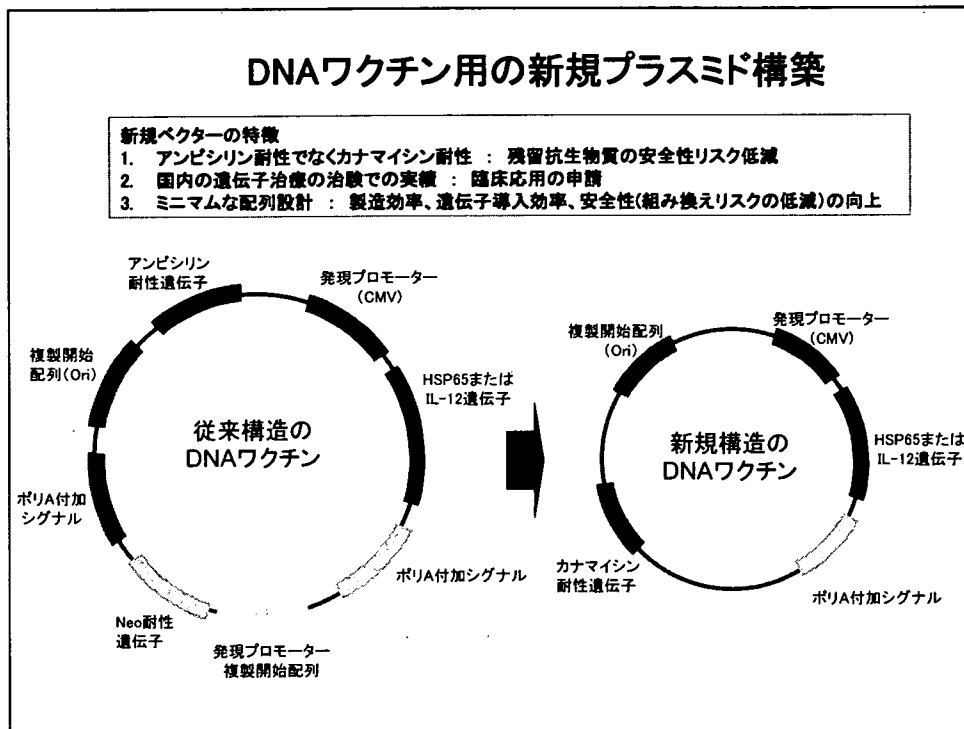 DNAワクチン用の新規プラスミド構築
新規ベクターの特徴
1. アンピシリン耐性でなくカナマイシン耐性 : 残留抗生物質の安全性リスク低減
2. 国内の遺伝子治療の治験での実績 : 臨床応用の申請
3. ミニマムな配列設計 : 製造効率、遺伝子導入効率、安全性(組み換えリスクの低減)の向上
アンピシリン
耐性遺伝子
発現プロモーター
(CMV)
複製開始
配列(Ori)
HSP65または
IL-12遺伝子
従来構造の
DNAワクチン
ポリA付加
シグナル
ポリA付加シグナル
Neo耐性
遺伝子
発現プロモーター
複製開始配列
複製開始配列
(Ori)
発現プロモーター
(CMV)
HSP65または
IL-12遺伝子
新規構造の
DNAワクチン
カナマイシン
耐性遺伝子
ポリA付加シグナル